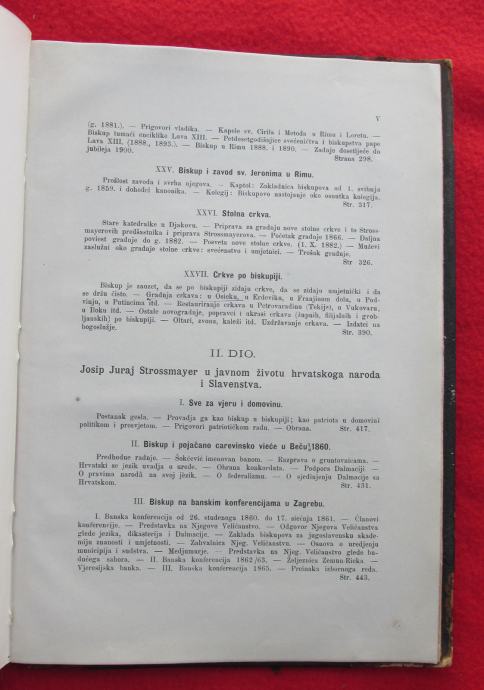 V
(g. 1881.). — Prigovori vladika. — Kapele sv. Cirila i Metoda u Rimu i Loretu. —
Biskup tumači enciklike Lava XIII. — Petdesetgodišnjice svećeničtva i biskupstva pape
Lava XIII. (1888., 1893.). — Biskup u Rimu 1888. i 1890. — Zadnje desetljeće do
jubileja 1900. Strana 298.
XXV. Biskup i zavod sv. Jeronima u Rimu.
Prošlost zavoda i svrha njegova. — Kaptol: Zakladnica biskupova od 1. svibnja
g. 1859. i dohodci kanonika. — Kolegij: Biskupovo nastojanje oko osnutka kolegija.
Str. 317.
XXVI. Stolna crkva.
Stare katedralke u Djakovu. — Priprava za gradnju nove stolne crkve i to Stross-
mayerovih predšastnika i priprava Strossmayerova. — Početak gradnje 1866. — Daljna
poviest gradnje do g. 1882. — Posveta nove stolne crkve. (1. X. 1882.) — Muževi
zaslužni oko gradnje stolne crkve: svećenstvo i umjetnici. — Trošak gradnje.
Str 326.
XXVII. Crkve po biskupiji.
Biskup je zauzet, da se po biskupiji zidaju crkve, da se zidaju umjetnički i da
se drže čisto. — Gradnja crkava: u Osieku, u Erdeviku, u Franjinom dolu, u Pod-
vinju, u Putincima itd. — Restauriranje crkava u Petrovaradinu (Tekije), u Vukovaru,
u Iloku itd. — Ostale novogradnje, popravci i ukrasi crkava (župnih, filijalnih i grob-
ljanskih) po biskupiji. — Oltari, zvona, kaleži itd. Uzdržavanje crkava. — Izdatci na
bogoslužje. Str. 390.
II. DIO.
Josip Juraj Strossmayer u javnom životu hrvatskoga naroda
i Slavenstva.
I. Sve za vjeru i domovinu.
Postanak gesla. — Provadja ga kao biskup u biskupiji; kao patriota u domovini
politikom i prosvjetom. — Prigovori patriotičkom radu. — Obrana. Str. 417.
II. Biskup i pojačano carevinsko vieće u Beču 1860.
Predhodne radnje. — Šokčević imenovan banom. — Razprava o gruntovnicama. —
Hrvatski se jezik uvadja u urede. — Obrana konkordata. — Podpora Dalmaciji. —
O pravima naroda na svoj jezik. — O federalizmu. — O sjedinjenju Dalmacije sa
Hrvatskom. Str. 431.
III. Biskup na banskim konferencijama u Zagrebu.
I. Banska konferencija od 26. studenoga 1860. do 17. siečnja 1861. — Članovi
konferencije. — Predstavka na Njegovo Veličanstvo. — Odgovor Njegova Veličanstva
glede jezika, dikasterija i Dalmacije. — Zaklada biskupova za jugoslavensku akade-
miju znanosti i umjetnosti. — Zahvalnica Njeg. Veličanstvu. — Osnova o uredjenju
municipija i sudstva. — Medjumurje. — Predstavka na Njeg. Veličanstvo glede bu-
dućega sabora. — II. Banska konferencija 1862/63. — Željeznica Zemun-Rieka. —
Vjeresijska banka. — III. Banska konferencija 1865. — Preinaka izbornoga reda.
Str. 443.